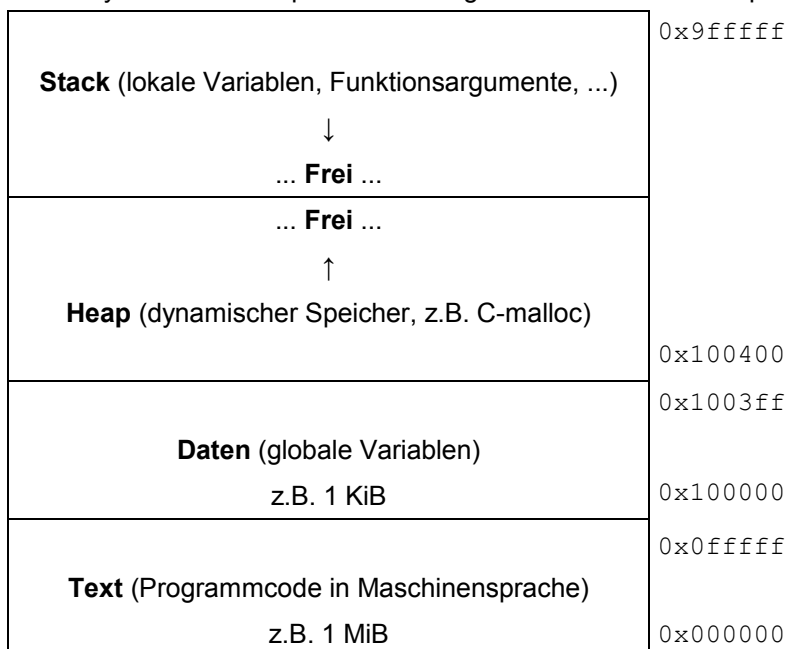 0x9fffff
Stack (lokale Variablen, Funktionsargumente, ...)
↓
... Frei ...
... Frei ...
↑
Heap (dynamischer Speicher, z.B. C-malloc)
0x100400
0x1003ff
Daten (globale Variablen)
z.B. 1 KiB 0x100000
0x0fffff
Text (Programmcode in Maschinensprache)
z.B. 1 MiB 0x000000